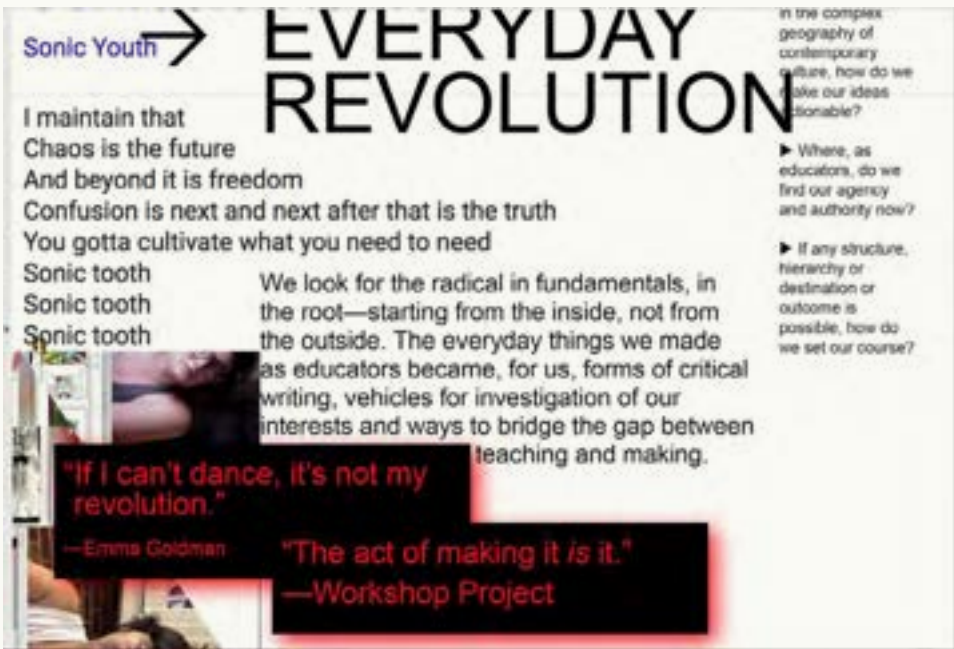 Sonic Youth →
EVERYDAY
REVOLUTION
I maintain that
Chaos is the future
And beyond it is freedom
Confusion is next and next after that is the truth
You gotta cultivate what you need to need
Sonic tooth
Sonic tooth
Sonic tooth
We look for the radical in fundamentals, in
the root—starting from the inside, not from
the outside. The everyday things we made
as educators became, for us, forms of critical
writing, vehicles for investigation of our
interests and ways to bridge the gap between
teaching and making.
in the complex
geography of
contemporary
culture, how do we
make our ideas
actionable?
▶ Where, as
educators, do we
find our agency
and authority now?
▶ If any structure,
hierarchy or
destination or
outcome is
possible, how do
we set our course?
"If I can't dance, it's not my
revolution."
—Emma Goldman
"The act of making it is it."
—Workshop Project